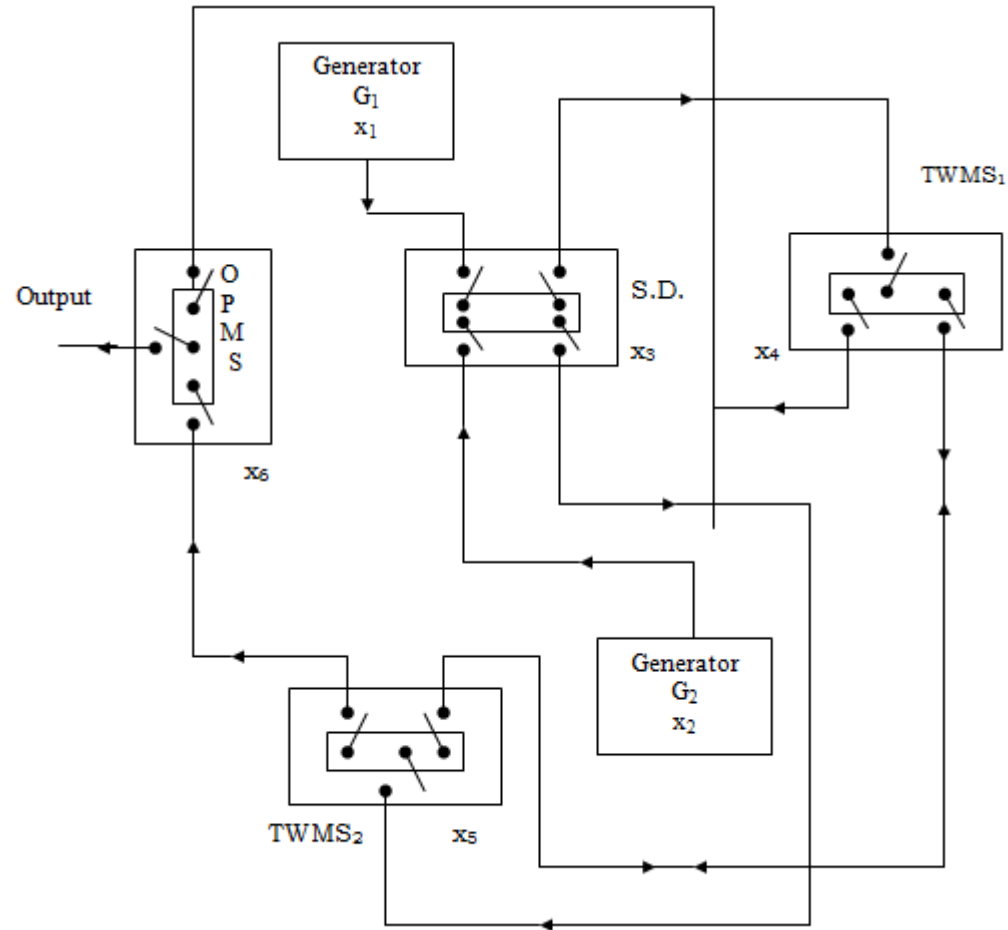 Generator
G₁
x₁
TWMS₁
O
P
M
S
Output
S.D.
x₃
x₄
x₆
Generator
G₂
x₂
TWMS₂
x₅